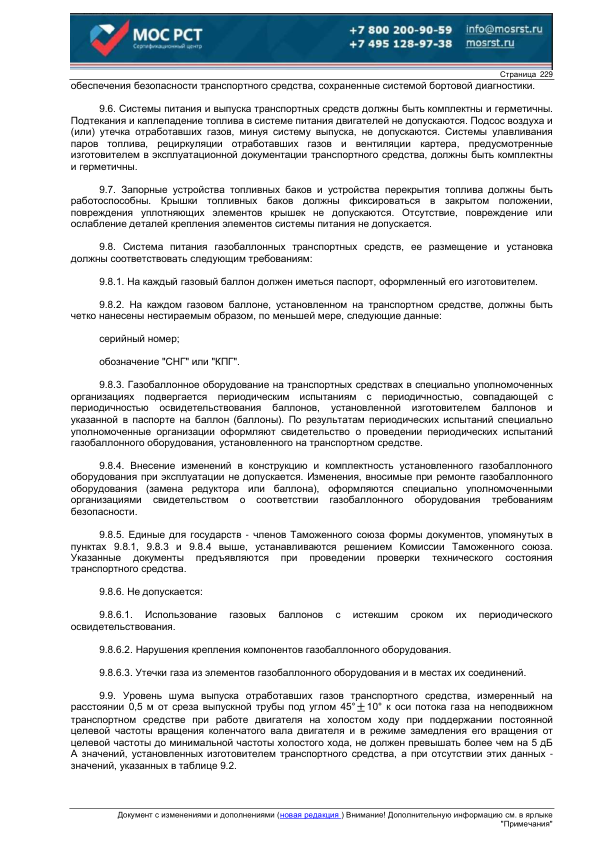 МОС РСТ
Сертификационный центр
+7 800 200-90-59 info@mosrst.ru
+7 495 128-97-38 mosrst.ru
Страница 229
обеспечения безопасности транспортного средства, сохраненные системой бортовой диагностики.
9.6. Системы питания и выпуска транспортных средств должны быть комплектны и герметичны.
Подтекания и каплепадение топлива в системе питания двигателей не допускаются. Подсос воздуха и
(или) утечка отработавших газов, минуя систему выпуска, не допускаются. Системы улавливания
паров топлива, рециркуляции отработавших газов и вентиляции картера, предусмотренные
изготовителем в эксплуатационной документации транспортного средства, должны быть комплектны
и герметичны.
9.7. Запорные устройства топливных баков и устройства перекрытия топлива должны быть
работоспособны. Крышки топливных баков должны фиксироваться в закрытом положении,
повреждения уплотняющих элементов крышек не допускаются. Отсутствие, повреждение или
ослабление деталей крепления элементов системы питания не допускается.
9.8. Система питания газобаллонных транспортных средств, ее размещение и установка
должны соответствовать следующим требованиям:
9.8.1. На каждый газовый баллон должен иметься паспорт, оформленный его изготовителем.
9.8.2. На каждом газовом баллоне, установленном на транспортном средстве, должны быть
четко нанесены нестираемым образом, по меньшей мере, следующие данные:
серийный номер;
обозначение "СНГ" или "КПГ".
9.8.3. Газобаллонное оборудование на транспортных средствах в специально уполномоченных
организациях подвергается периодическим испытаниям с периодичностью, совпадающей с
периодичностью освидетельствования баллонов, установленной изготовителем баллонов и
указанной в паспорте на баллон (баллоны). По результатам периодических испытаний специально
уполномоченные организации оформляют свидетельство о проведении периодических испытаний
газобаллонного оборудования, установленного на транспортном средстве.
9.8.4. Внесение изменений в конструкцию и комплектность установленного газобаллонного
оборудования при эксплуатации не допускается. Изменения, вносимые при ремонте газобаллонного
оборудования (замена редуктора или баллона), оформляются специально уполномоченными
организациями свидетельством о соответствии газобаллонного оборудования требованиям
безопасности.
9.8.5. Единые для государств - членов Таможенного союза формы документов, упомянутых в
пунктах 9.8.1, 9.8.3 и 9.8.4 выше, устанавливаются решением Комиссии Таможенного союза.
Указанные документы предъявляются при проведении проверки технического состояния
транспортного средства.
9.8.6. Не допускается:
9.8.6.1. Использование газовых баллонов с истекшим сроком их периодического
освидетельствования.
9.8.6.2. Нарушения крепления компонентов газобаллонного оборудования.
9.8.6.3. Утечки газа из элементов газобаллонного оборудования и в местах их соединений.
9.9. Уровень шума выпуска отработавших газов транспортного средства, измеренный на
расстоянии 0,5 м от среза выпускной трубы под углом 45°±10° к оси потока газа на неподвижном
транспортном средстве при работе двигателя на холостом ходу при поддержании постоянной
целевой частоты вращения коленчатого вала двигателя и в режиме замедления его вращения от
целевой частоты до минимальной частоты холостого хода, не должен превышать более чем на 5 дБ
А значений, установленных изготовителем транспортного средства, а при отсутствии этих данных -
значений, указанных в таблице 9.2.
Документ с изменениями и дополнениями (новая редакция ) Внимание! Дополнительную информацию см. в ярлыке
"Примечания"